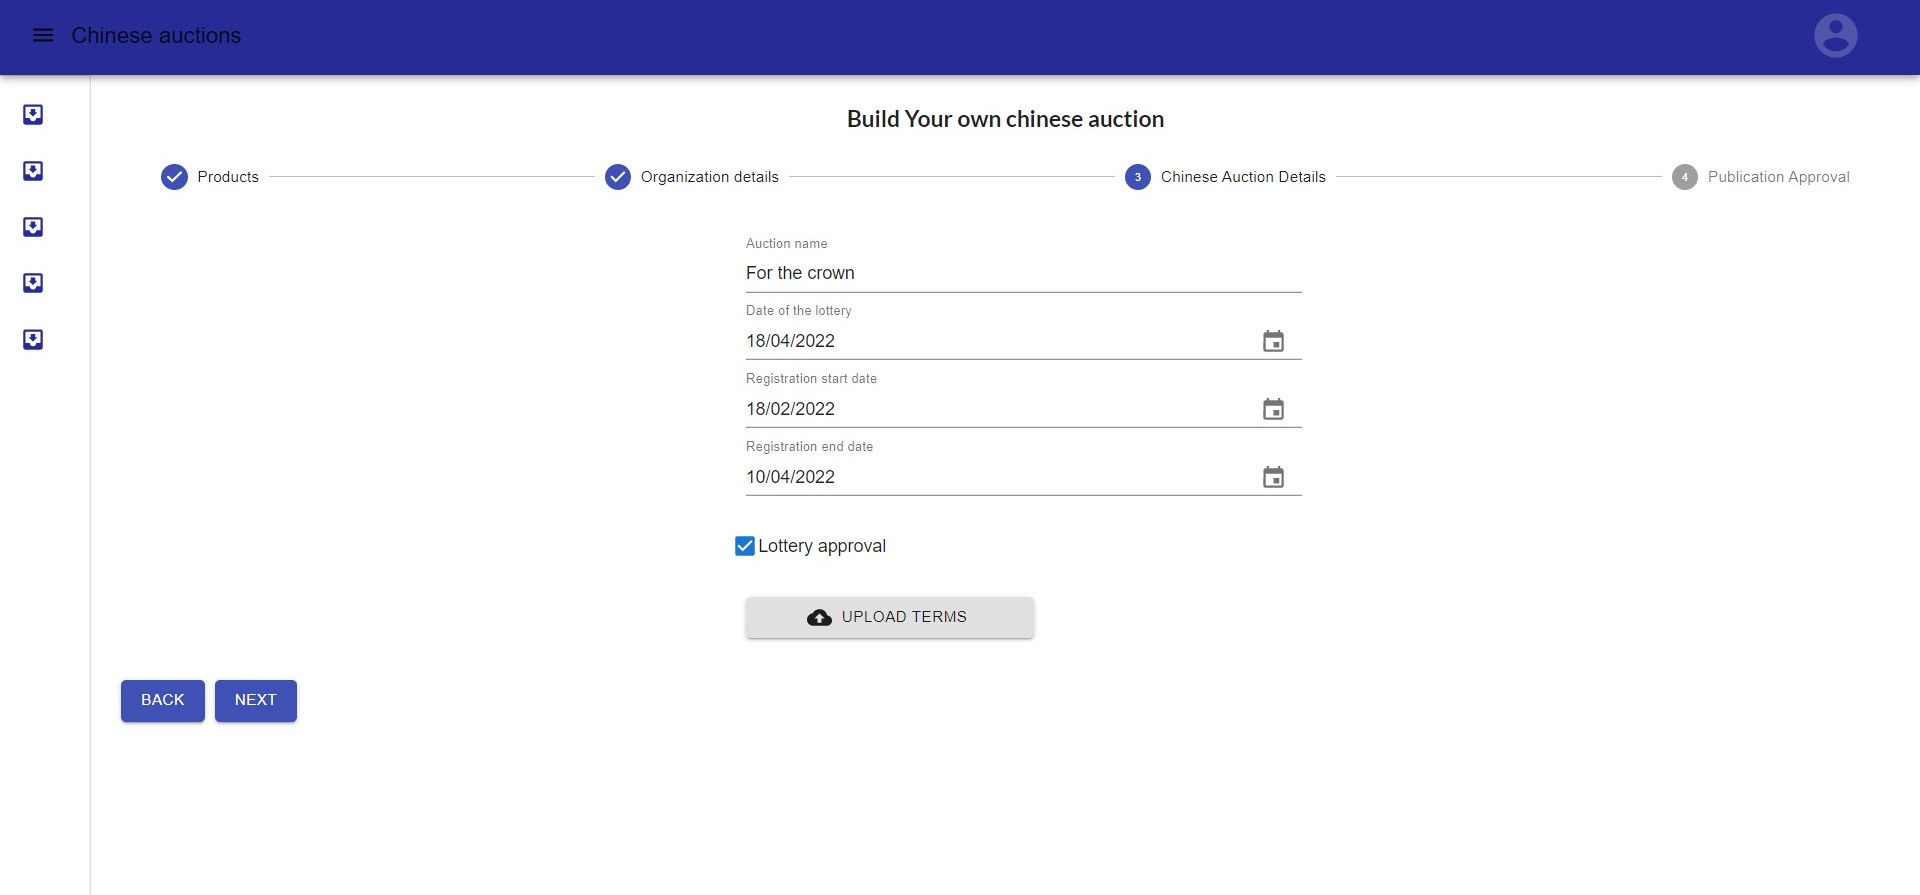 Chinese auctions
Build Your own chinese auction
Products
Organization details
3 Chinese Auction Details
4 Publication Approval
Auction name
For the crown
Date of the lottery
18/04/2022
Registration start date
18/02/2022
Registration end date
10/04/2022
Lottery approval
UPLOAD TERMS
BACK NEXT